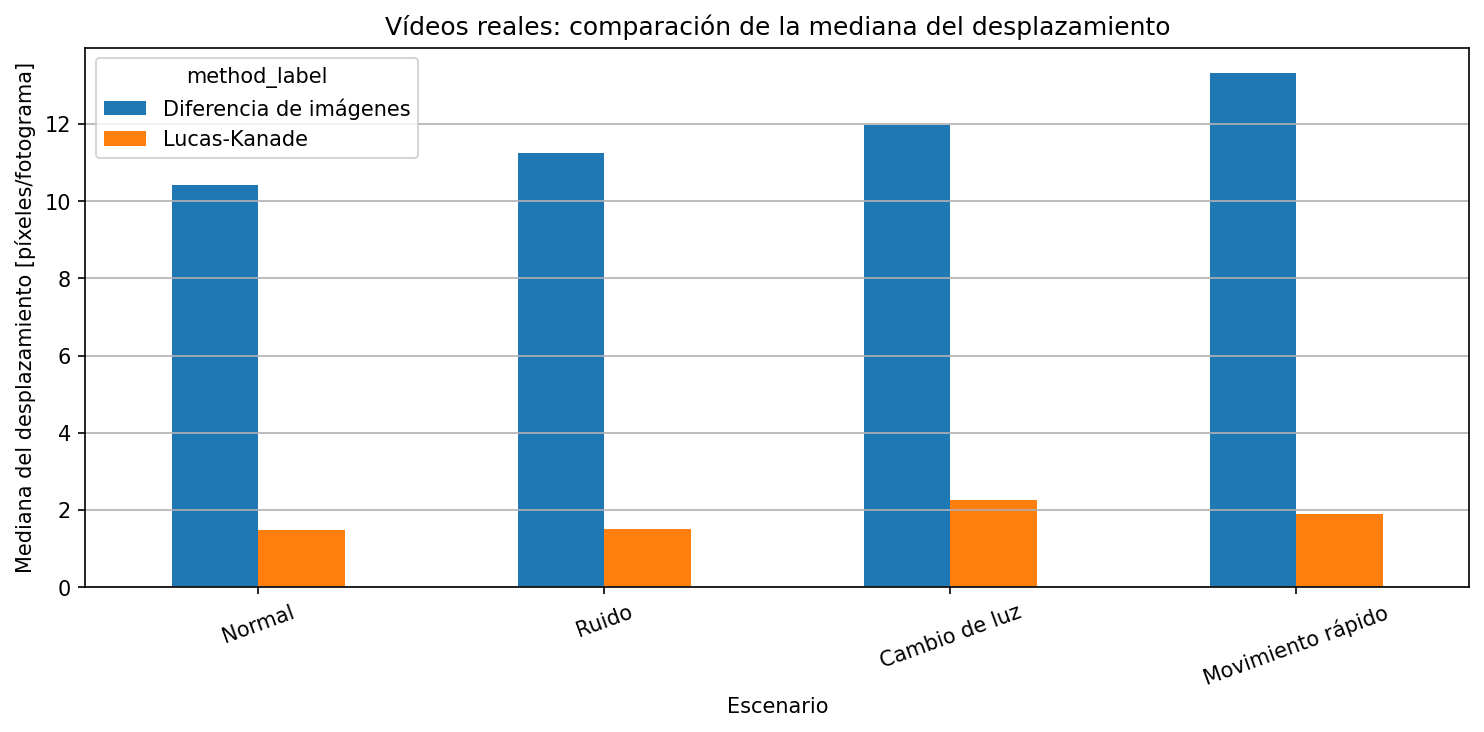 Vídeos reales: comparación de la mediana del desplazamiento
method_label
Diferencia de imágenes
Lucas-Kanade
Mediana del desplazamiento [píxeles/fotograma]
12
10
8
6
4
2
0
Normal
Ruido
Cambio de luz
Movimiento rápido
Escenario